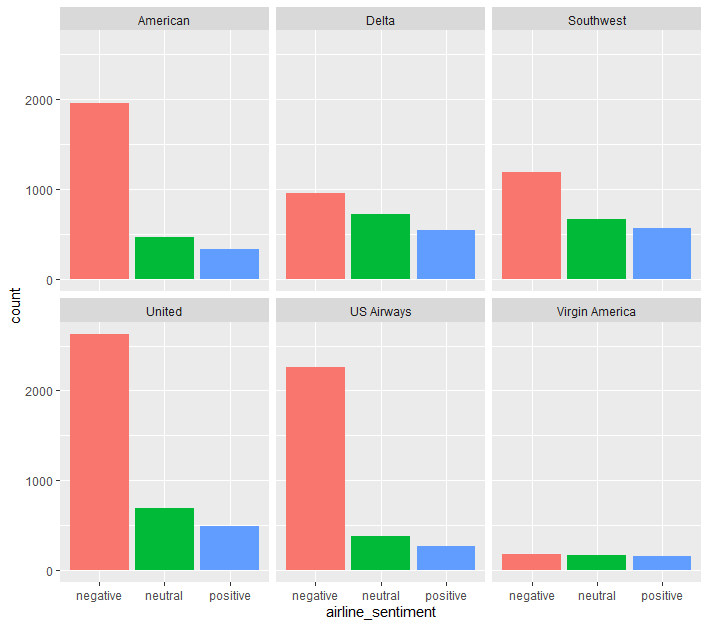 American Delta Southwest
2000
1000
0
United US Airways Virgin America
2000
1000
0
negative neutral positive negative neutral positive negative neutral positive
airline_sentiment
count